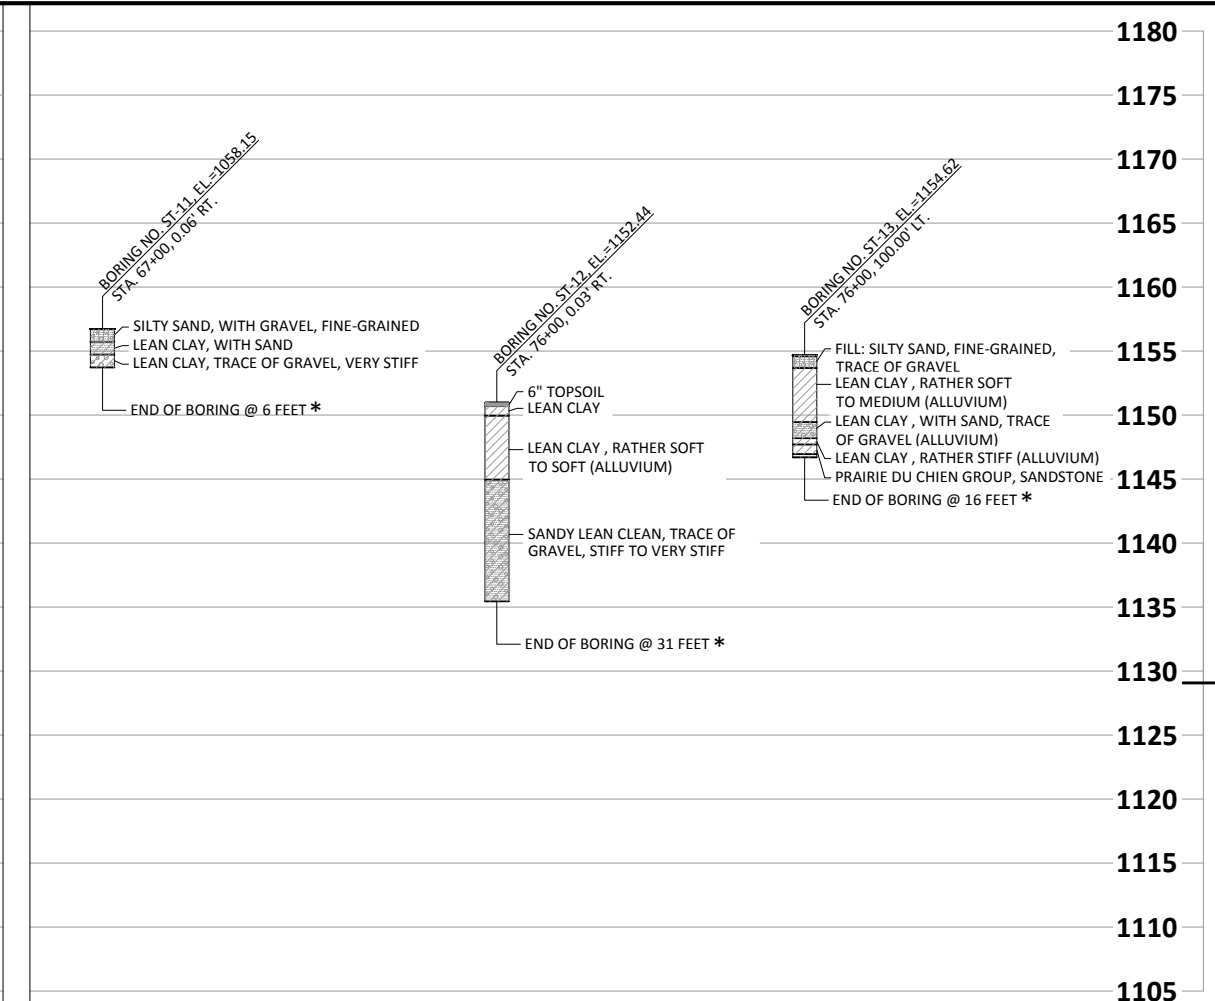 1180
1175
1170
1165
1160
1155
1150
1145
1140
1135
1130
1125
1120
1115
1110
1105
BORING NO. ST-11, EL.=1058.15
STA. 67+00, 0.06' RT.
SILTY SAND, WITH GRAVEL, FINE-GRAINED
LEAN CLAY, WITH SAND
LEAN CLAY, TRACE OF GRAVEL, VERY STIFF
END OF BORING @ 6 FEET *
BORING NO. ST-12, EL.=1152.44
STA. 76+00, 0.03' RT.
6" TOPSOIL
LEAN CLAY
LEAN CLAY , RATHER SOFT
TO SOFT (ALLUVIUM)
SANDY LEAN CLEAN, TRACE OF
GRAVEL, STIFF TO VERY STIFF
END OF BORING @ 31 FEET *
BORING NO. ST-13, EL.=1154.62
STA. 76+00, 100.00' LT.
FILL: SILTY SAND, FINE-GRAINED,
TRACE OF GRAVEL
LEAN CLAY , RATHER SOFT
TO MEDIUM (ALLUVIUM)
LEAN CLAY , WITH SAND, TRACE
OF GRAVEL (ALLUVIUM)
LEAN CLAY , RATHER STIFF (ALLUVIUM)
PRAIRIE DU CHIEN GROUP, SANDSTONE
END OF BORING @ 16 FEET *